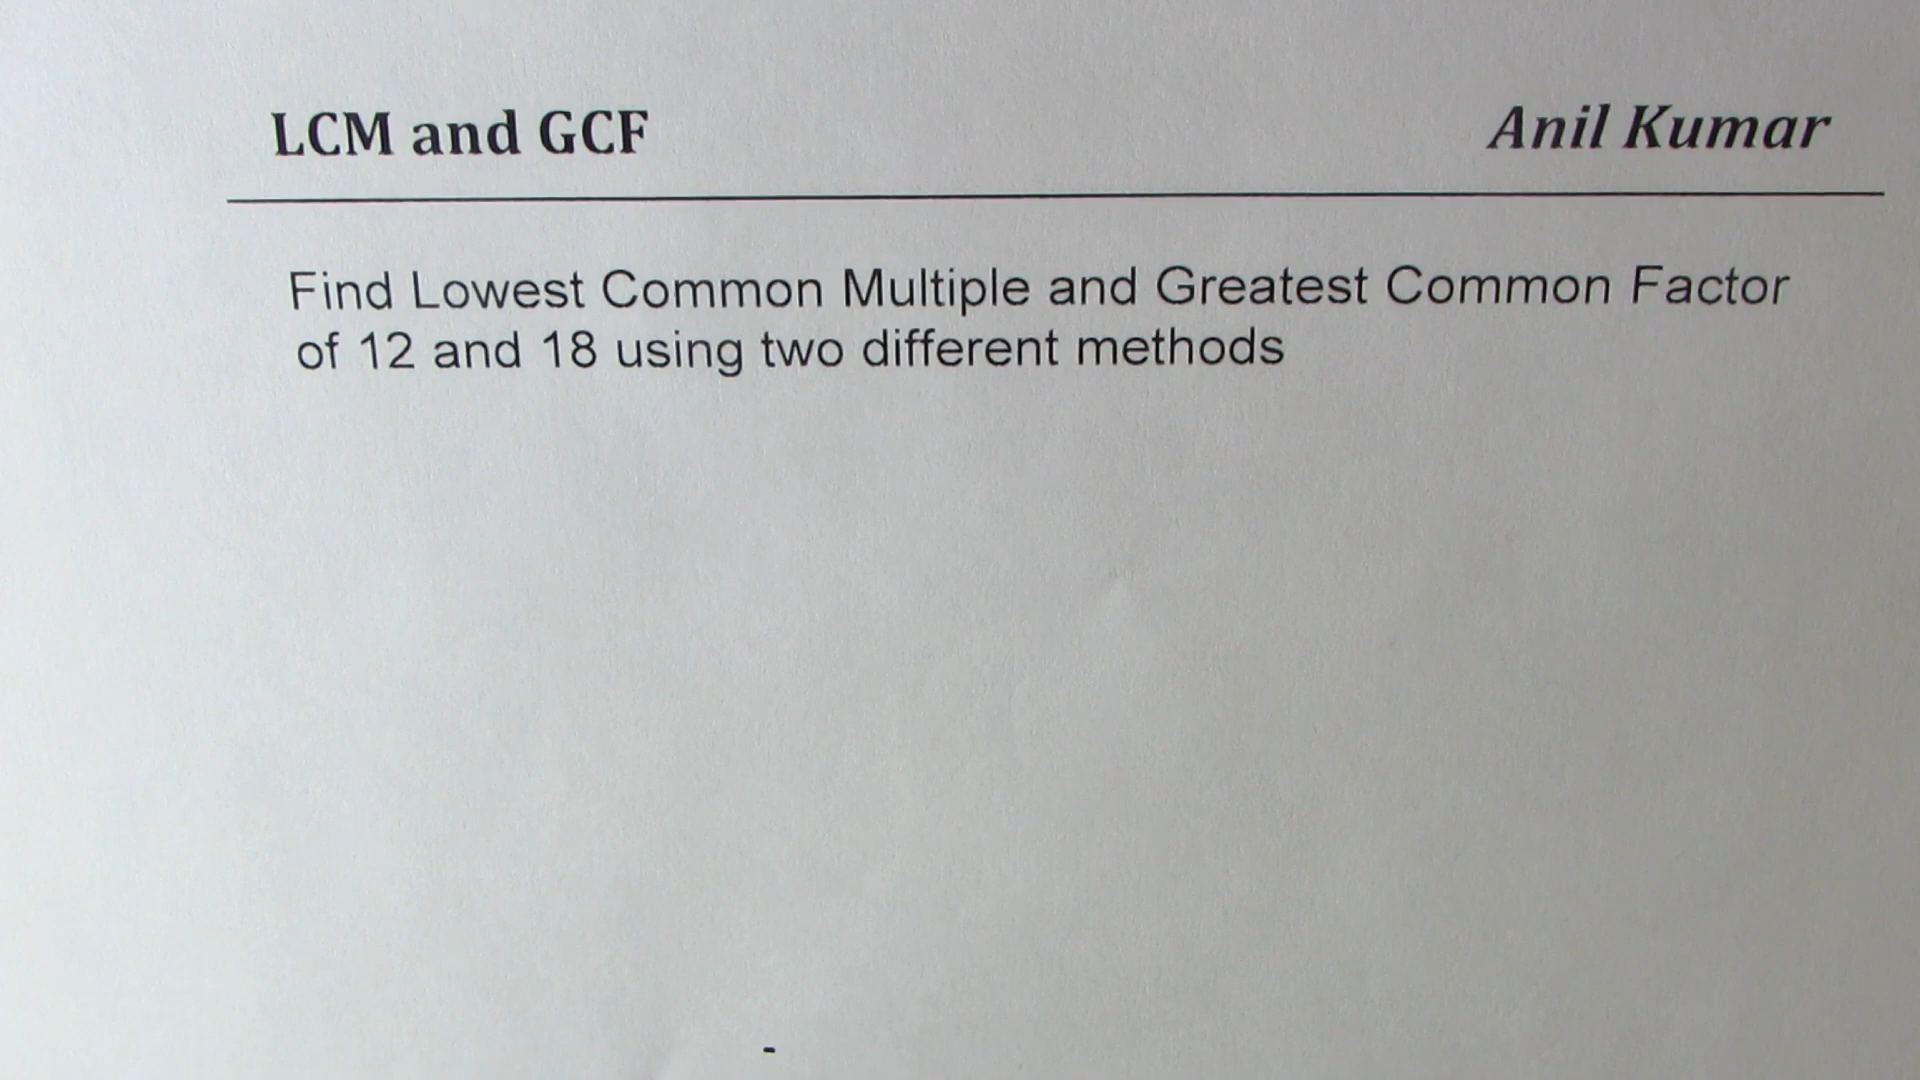 LCM and GCF Anil Kumar
Find Lowest Common Multiple and Greatest Common Factor
of 12 and 18 using two different methods